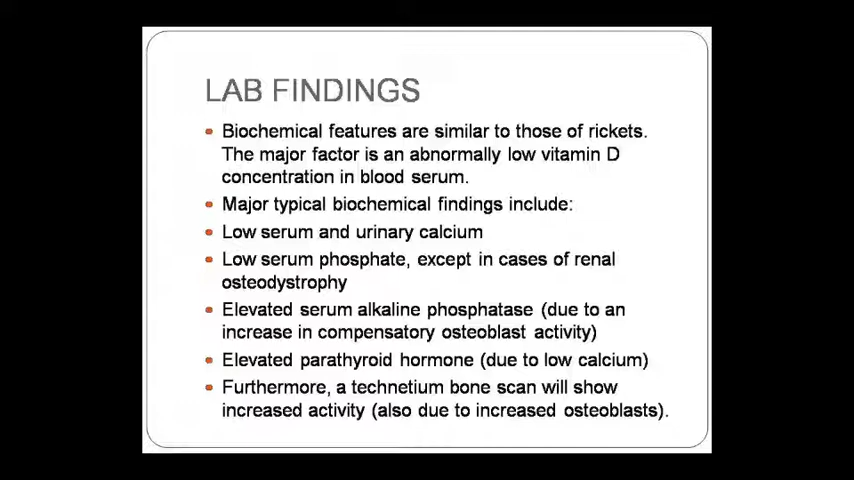 LAB FINDINGS
Biochemical features are similar to those of rickets.
The major factor is an abnormally low vitamin D
concentration in blood serum.
Major typical biochemical findings include:
Low serum and urinary calcium
Low serum phosphate, except in cases of renal
osteodystrophy
Elevated serum alkaline phosphatase (due to an
increase in compensatory osteoblast activity)
Elevated parathyroid hormone (due to low calcium)
Furthermore, a technetium bone scan will show
increased activity (also due to increased osteoblasts).